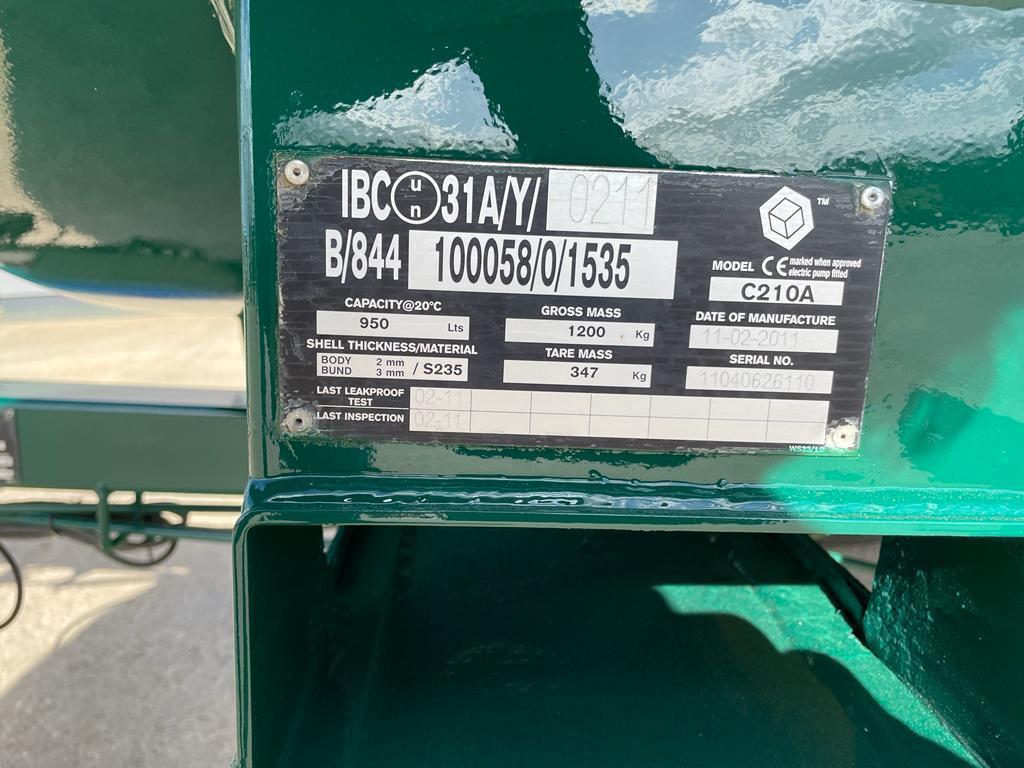 IBC un 31A/Y/ 0211
B/844 100058/0/1535
™
MODEL CE marked when approved electric pump fitted
C210A
CAPACITY@20°C
950 Lts
GROSS MASS
1200 Kg
DATE OF MANUFACTURE
11-02-2011
SHELL THICKNESS/MATERIAL
BODY 2 mm
BUND 3 mm / S235
TARE MASS
347 Kg
SERIAL NO.
11040626110
LAST LEAKPROOF TEST 02-11
LAST INSPECTION 02-11